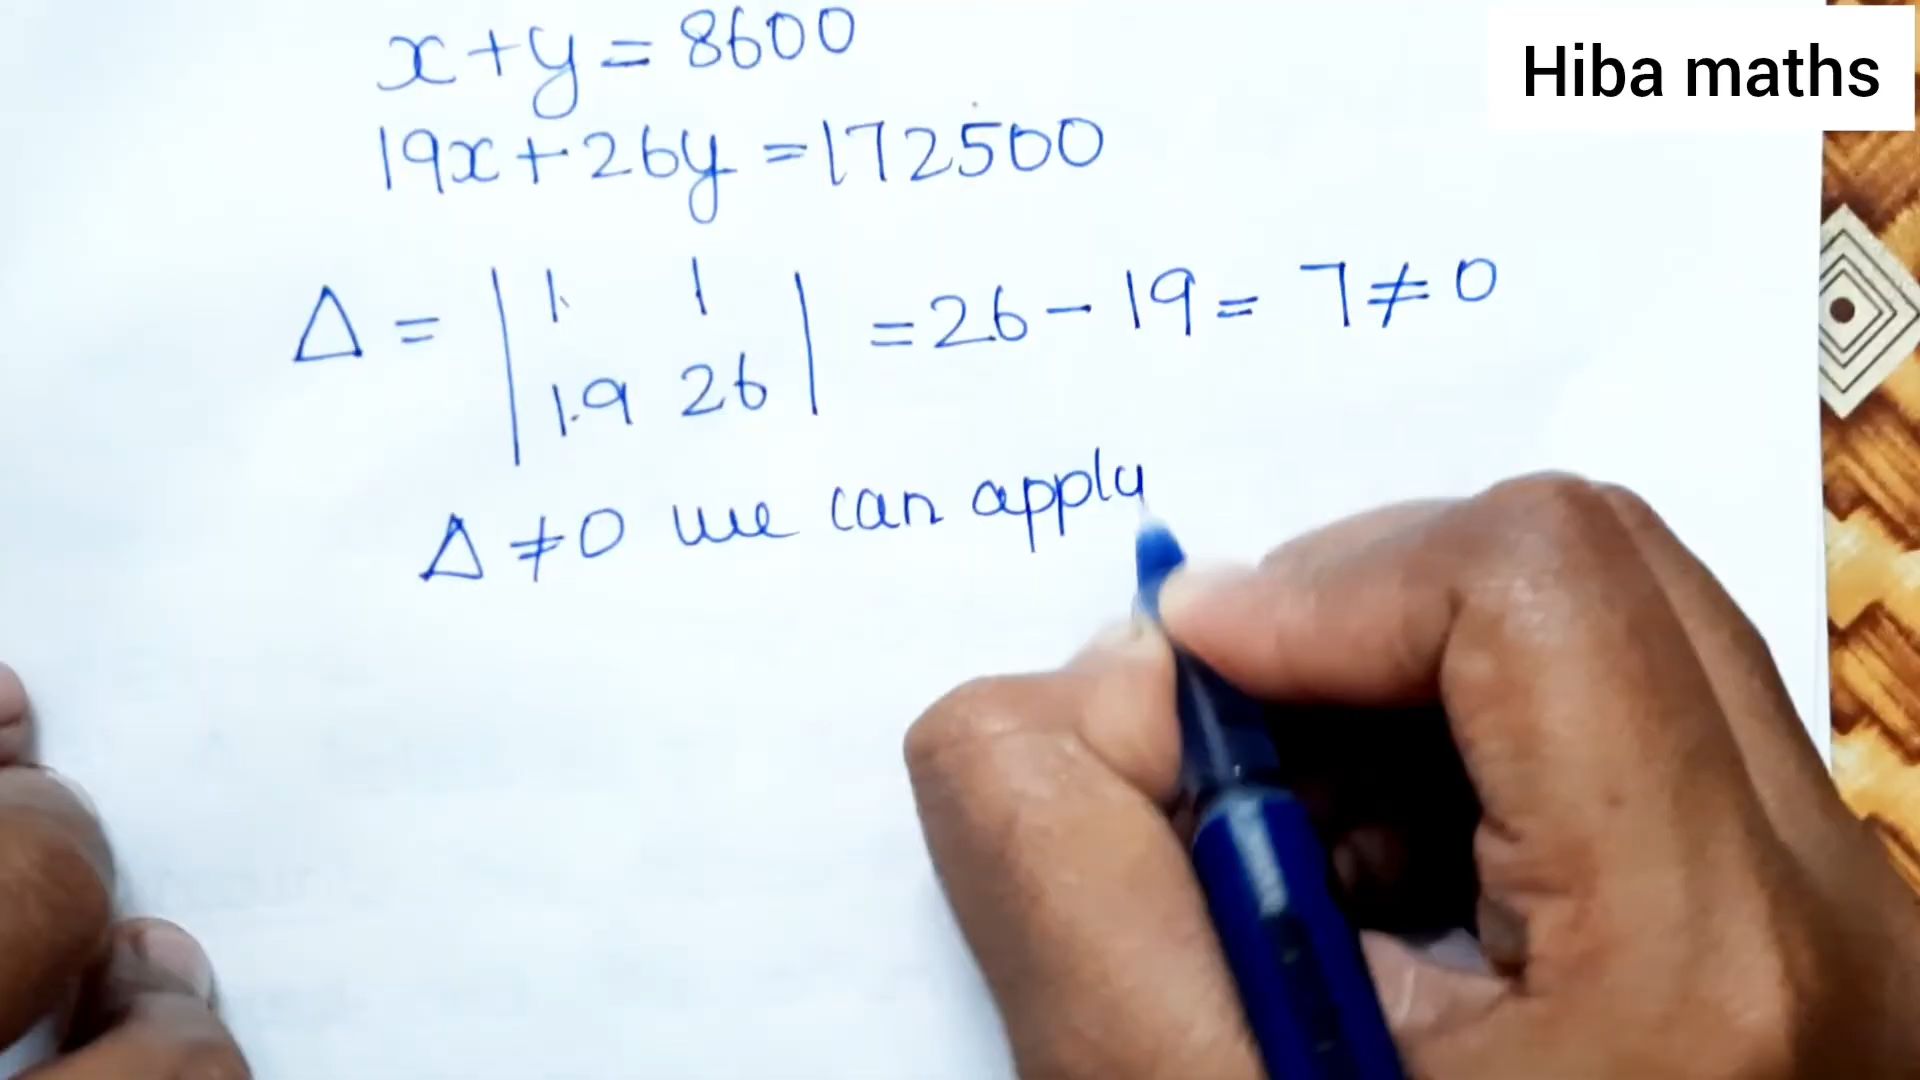 x+y=8600
Hiba maths
19x+26y=172500
Δ = | 1 1 | =26-19= 7≠0
19 26
Δ ≠0 we can apply